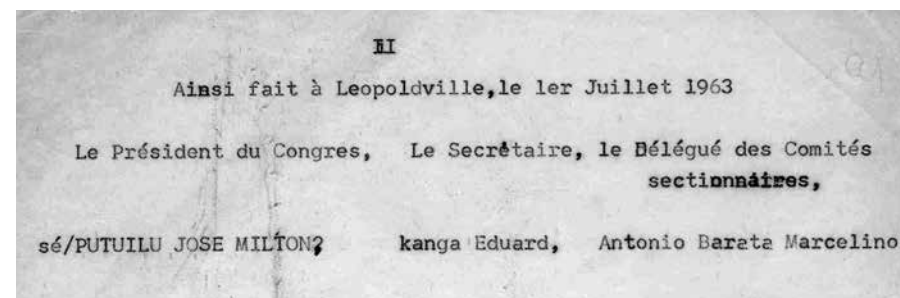 II
Ainsi fait à Leopoldville,le 1er Juillet 1963
Le Président du Congres, Le Secrétaire, le Délégué des Comités
sectionnaires,
sé/PUTUILU JOSE MILTON, kanga Eduard, Antonio Barata Marcelino